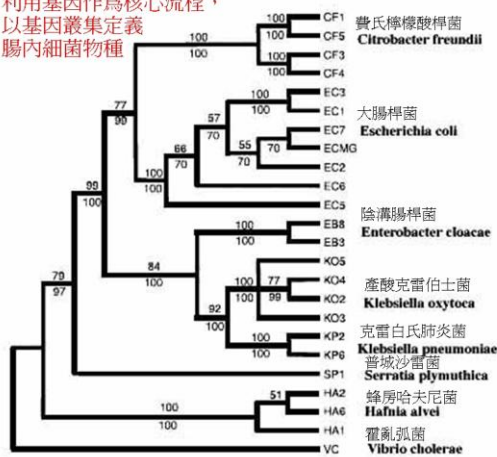 利用基因作爲核心流程，
以基因叢集定義
腸內細菌物種
CF1 費氏檸檬酸桿菌
CF5 Citrobacter freundii
100
100
100
100
CF3
100
100
CF4
EC3
100
100
EC1 大腸桿菌
77
99
57
70
EC7 Escherichia coli
55
70
70
ECMG
66
70
EC2
100
100
EC6
EC5
99
100
EB8 陰溝腸桿菌
100
100
EB3 Enterobacter cloacae
KO5
84
100
100
100
77
99
KO4 產酸克雷伯士菌
KO2 Klebsiella oxytoca
79
97
92
100
KO3
KP2 克雷白氏肺炎菌
100
100
KP6 Klebsiella pneumoniae
普城沙雷菌
SP1 Serratia plymuthica
HA2 蜂房哈夫尼菌
51
HA6 Hafnia alvei
100
100
HA1 霍亂弧菌
VC Vibrio cholerae